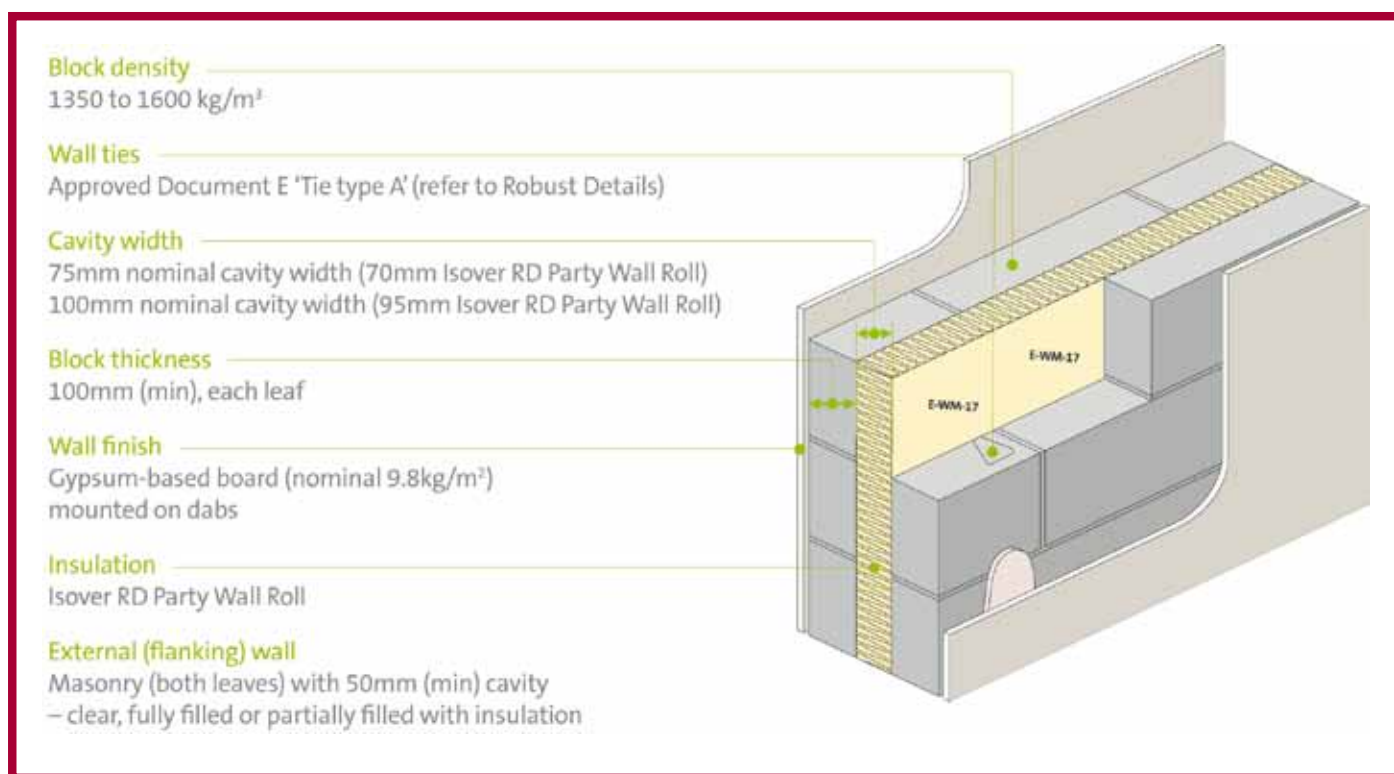 Block density
1350 to 1600 kg/m³
Wall ties
Approved Document E ‘Tie type A’ (refer to Robust Details)
Cavity width
75mm nominal cavity width (70mm Isover RD Party Wall Roll)
100mm nominal cavity width (95mm Isover RD Party Wall Roll)
Block thickness
100mm (min), each leaf
Wall finish
Gypsum-based board (nominal 9.8kg/m²)
mounted on dabs
Insulation
Isover RD Party Wall Roll
External (flanking) wall
Masonry (both leaves) with 50mm (min) cavity
– clear, fully filled or partially filled with insulation
E-WM-17
E-WM-17